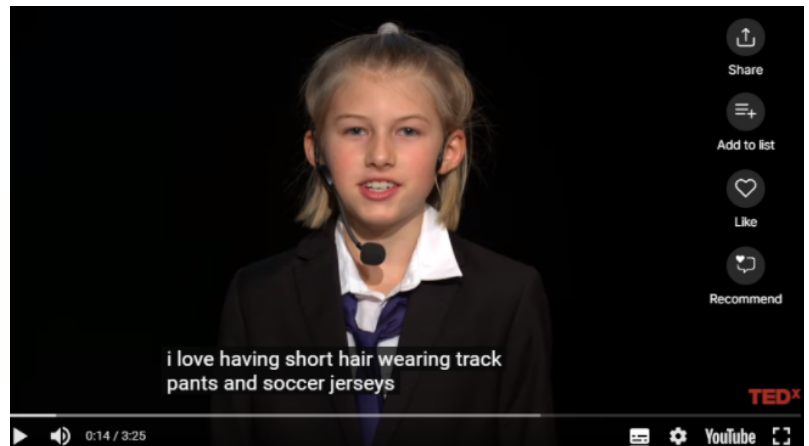 Share
Add to list
Like
Recommend
i love having short hair wearing track
pants and soccer jerseys
TEDx
0:14 / 3:25
YouTube